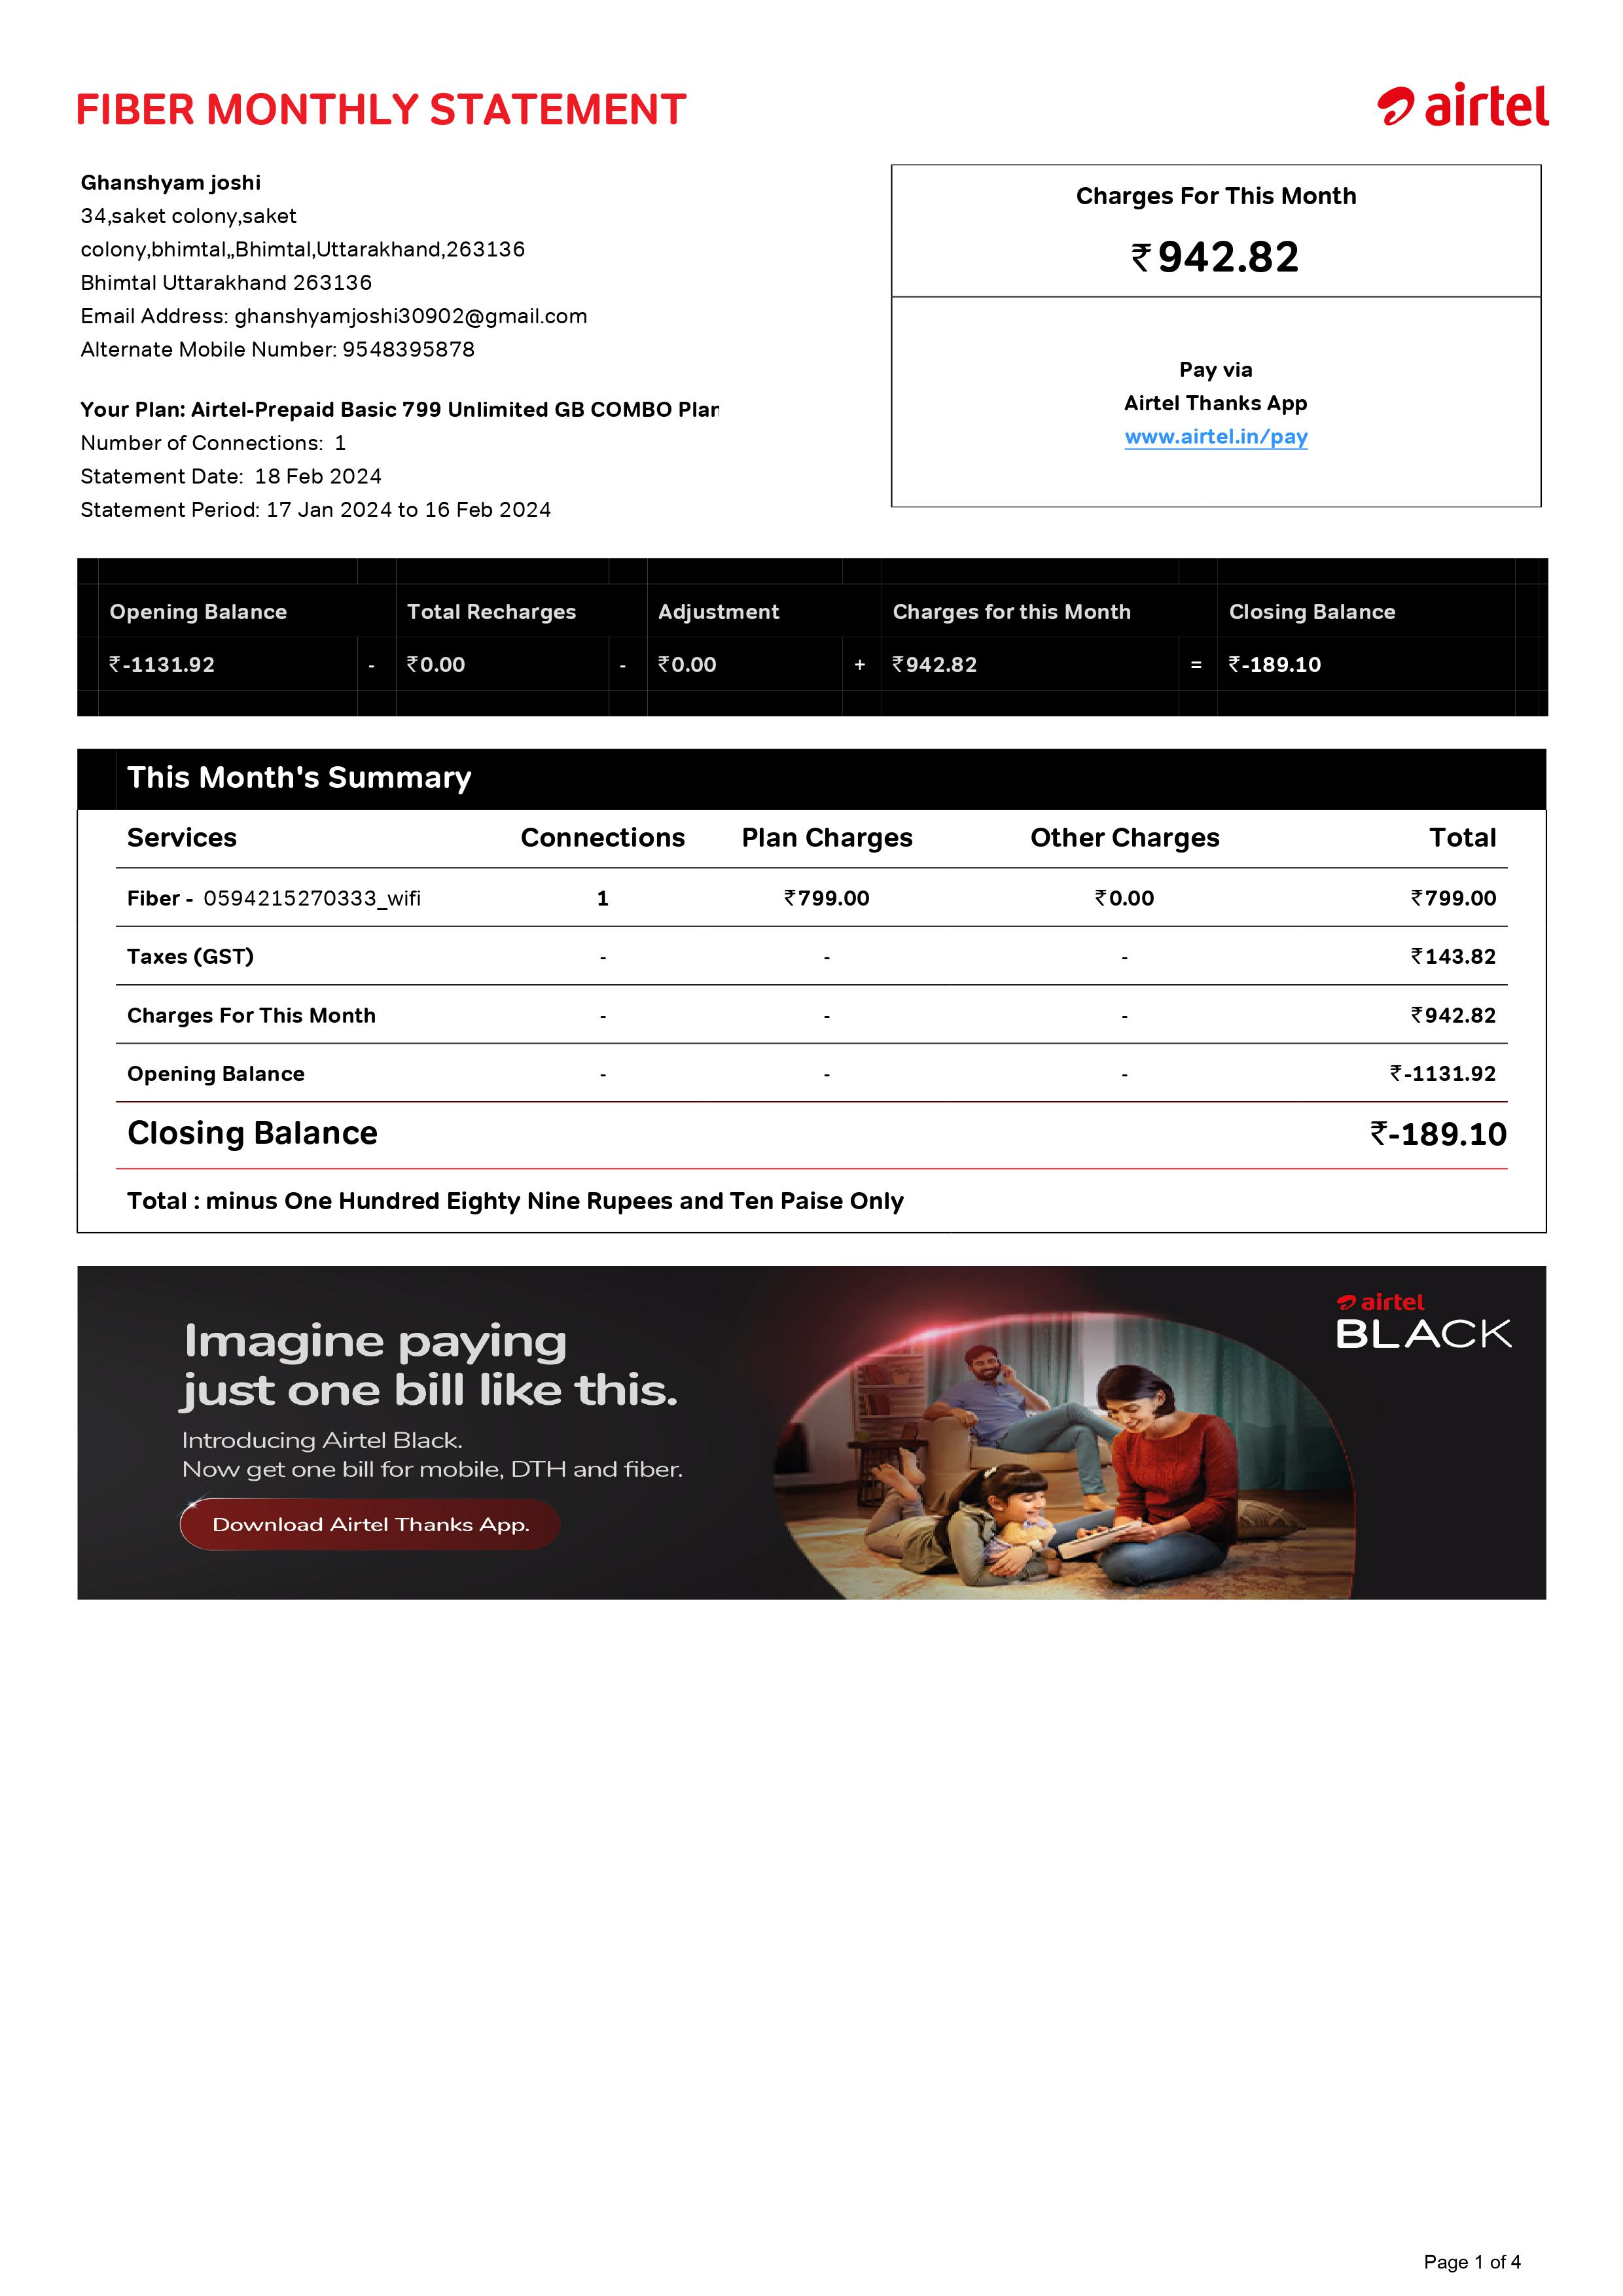 FIBER MONTHLY STATEMENT
airtel
Ghanshyam joshi
34,saket colony,saket
colony,bhimtal,,Bhimtal,Uttarakhand,263136
Bhimtal Uttarakhand 263136
Email Address: ghanshyamjoshi30902@gmail.com
Alternate Mobile Number: 9548395878
Your Plan: Airtel-Prepaid Basic 799 Unlimited GB COMBO Plan
Number of Connections: 1
Statement Date: 18 Feb 2024
Statement Period: 17 Jan 2024 to 16 Feb 2024
Charges For This Month
₹942.82
Pay via
Airtel Thanks App
www.airtel.in/pay
Opening Balance Total Recharges Adjustment Charges for this Month Closing Balance
₹-1131.92 - ₹0.00 - ₹0.00 + ₹942.82 = ₹-189.10
This Month's Summary
Services Connections Plan Charges Other Charges Total
Fiber - 0594215270333_wifi 1 ₹799.00 ₹0.00 ₹799.00
Taxes (GST) - - - ₹143.82
Charges For This Month - - - ₹942.82
Opening Balance - - - ₹-1131.92
Closing Balance ₹-189.10
Total : minus One Hundred Eighty Nine Rupees and Ten Paise Only
Imagine paying
just one bill like this.
Introducing Airtel Black.
Now get one bill for mobile, DTH and fiber.
Download Airtel Thanks App.
airtel
BLACK
Page 1 of 4